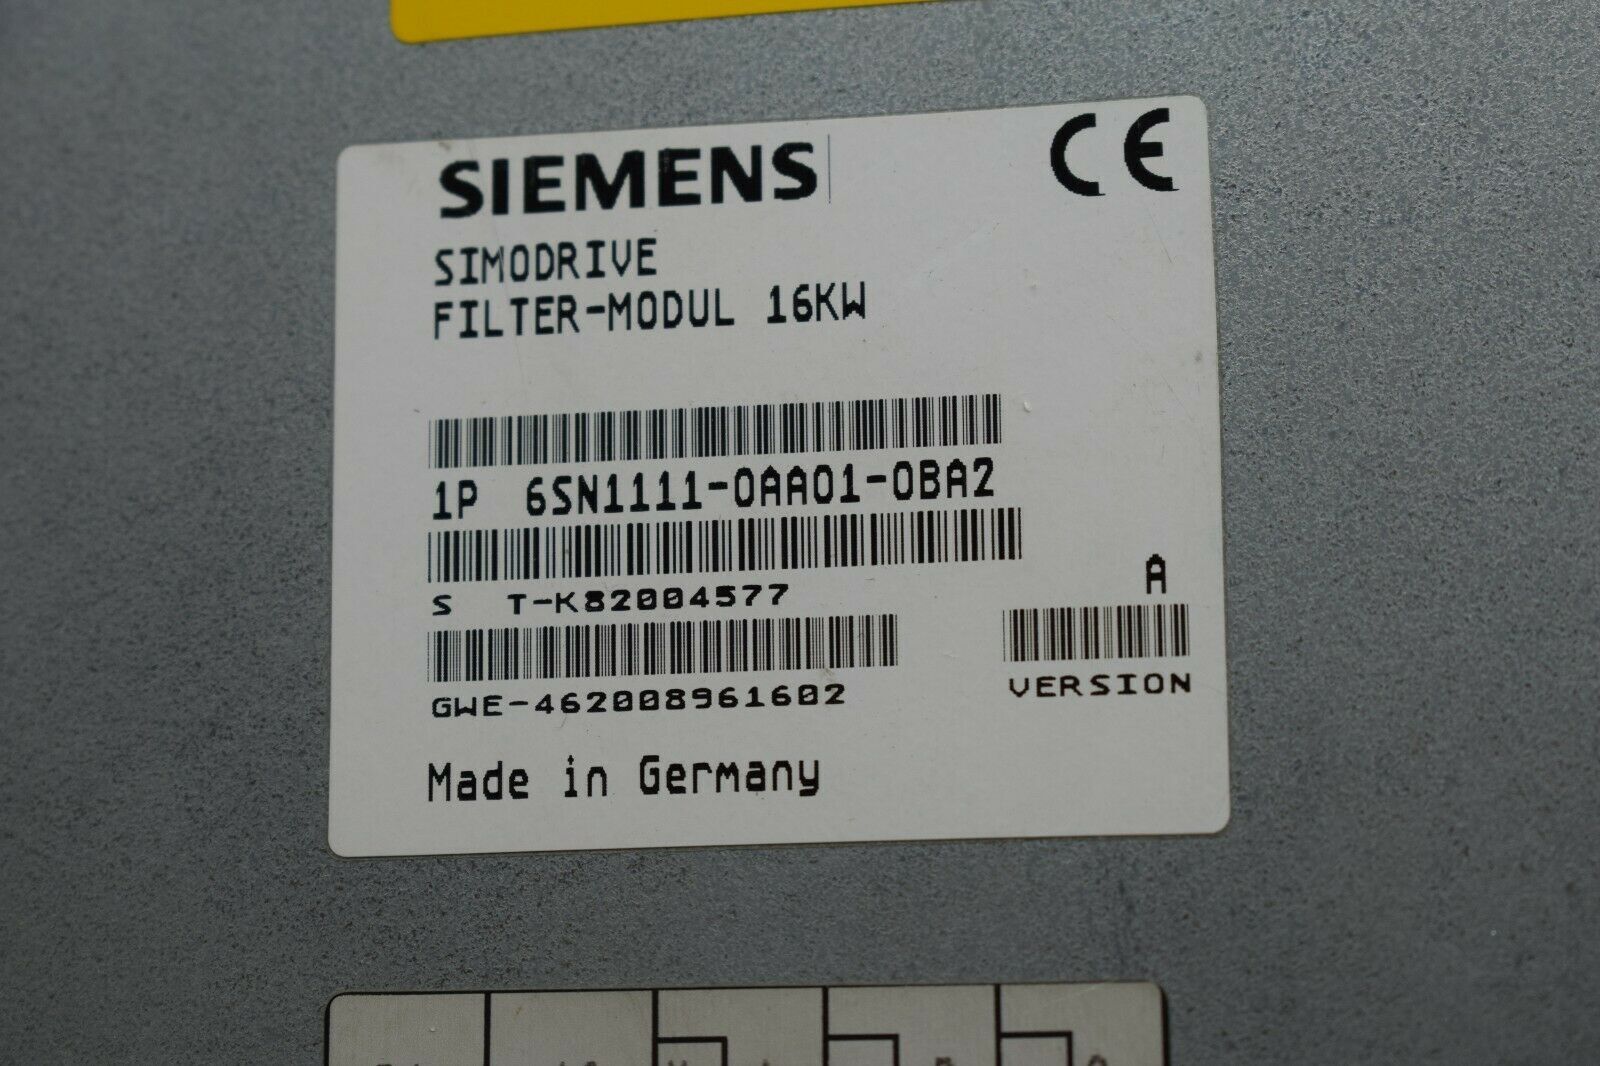 SIEMENS CE
SIMODRIVE
FILTER-MODUL 16KW
1P 6SN1111-0AA01-0BA2
S T-K82004577
A
GWE-462008961602
VERSION
Made in Germany